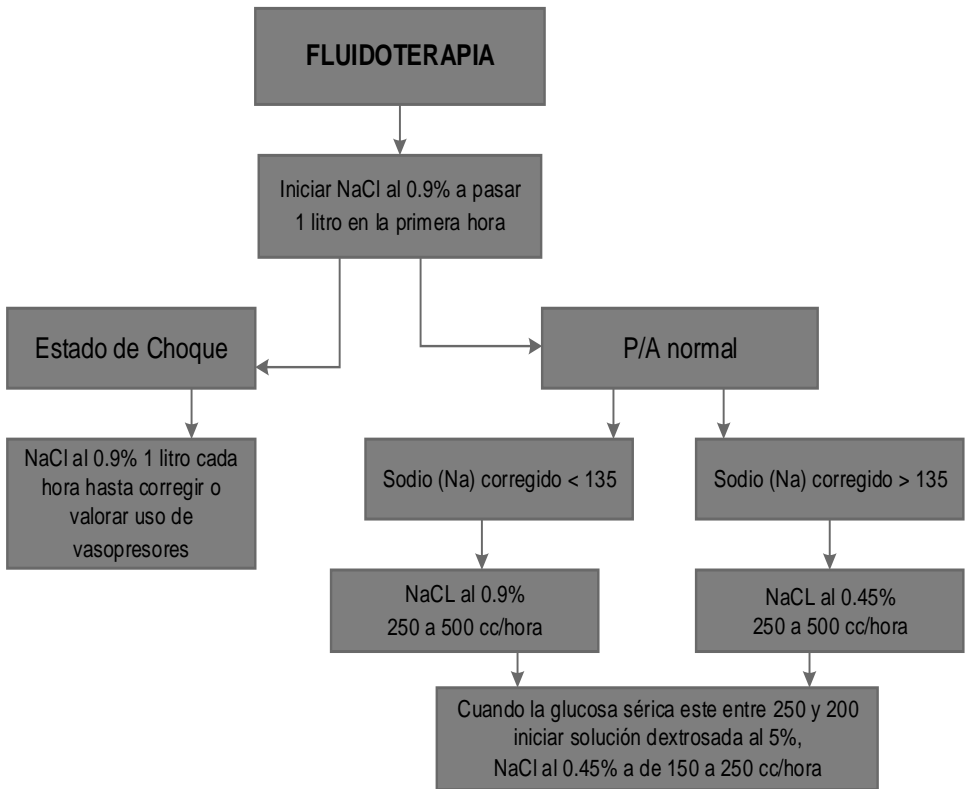 FLUIDOTERAPIA
Iniciar NaCl al 0.9% a pasar
1 litro en la primera hora
Estado de Choque
P/A normal
NaCl al 0.9% 1 litro cada
hora hasta corregir o
valorar uso de
vasopresores
Sodio (Na) corregido < 135
Sodio (Na) corregido > 135
NaCL al 0.9%
250 a 500 cc/hora
NaCL al 0.45%
250 a 500 cc/hora
Cuando la glucosa sérica este entre 250 y 200
iniciar solución dextrosada al 5%,
NaCl al 0.45% a de 150 a 250 cc/hora